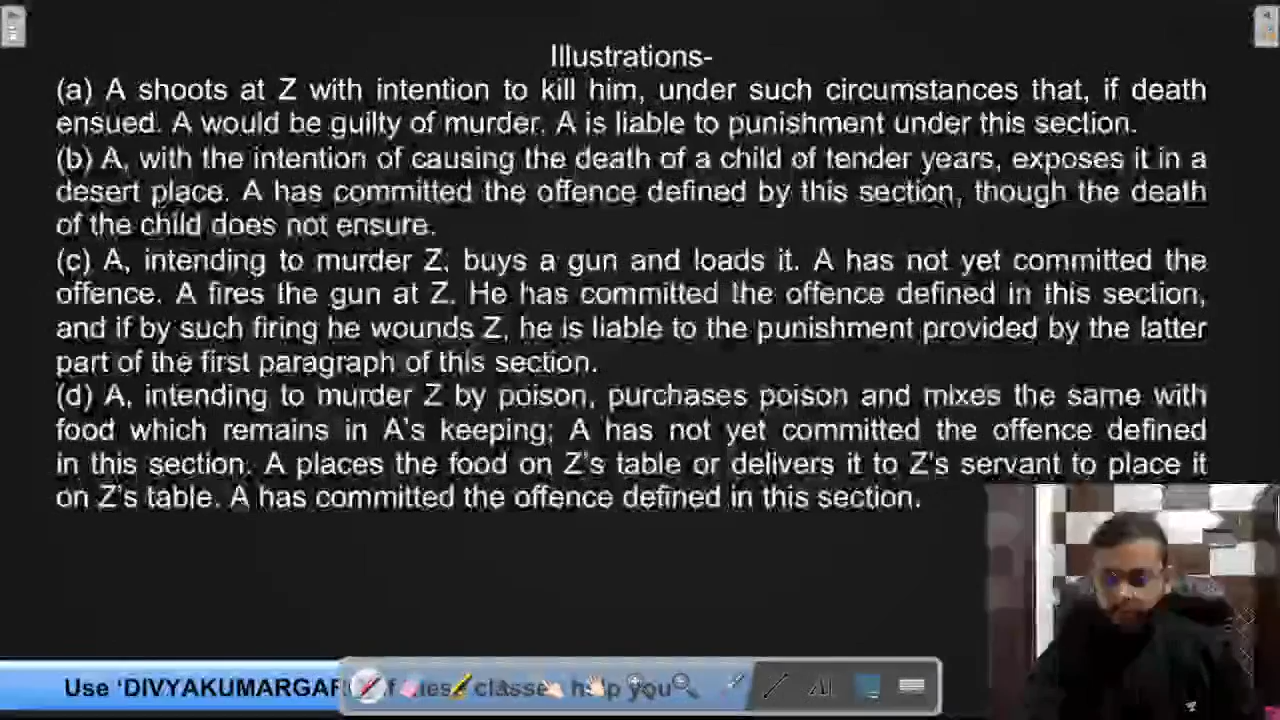 Illustrations-
(a) A shoots at Z with intention to kill him, under such circumstances that, if death
ensued. A would be guilty of murder. A is liable to punishment under this section.
(b) A, with the intention of causing the death of a child of tender years, exposes it in a
desert place. A has committed the offence defined by this section, though the death
of the child does not ensure.
(c) A, intending to murder Z, buys a gun and loads it. A has not yet committed the
offence. A fires the gun at Z. He has committed the offence defined in this section,
and if by such firing he wounds Z, he is liable to the punishment provided by the latter
part of the first paragraph of this section.
(d) A, intending to murder Z by poison, purchases poison and mixes the same with
food which remains in A's keeping; A has not yet committed the offence defined
in this section. A places the food on Z's table or delivers it to Z's servant to place it
on Z's table. A has committed the offence defined in this section.
Use 'DIVYAKUMARGAR help you